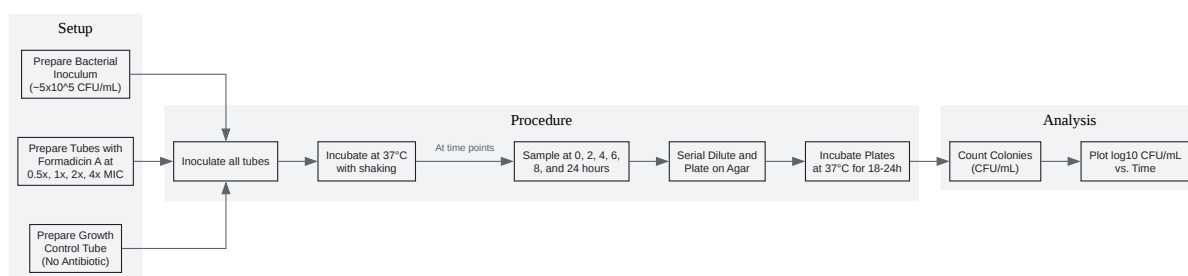 Setup
Prepare Bacterial
Inoculum
(~5x10^5 CFU/mL)
Prepare Tubes with
Formadicin A at
0.5x, 1x, 2x, 4x MIC
Prepare Growth
Control Tube
(No Antibiotic)
Procedure
Inoculate all tubes
Incubate at 37°C
with shaking
At time points
Sample at 0, 2, 4, 6,
8, and 24 hours
Serial Dilute and
Plate on Agar
Incubate Plates
at 37°C for 18-24h
Analysis
Count Colonies
(CFU/mL)
Plot log10 CFU/mL
vs. Time